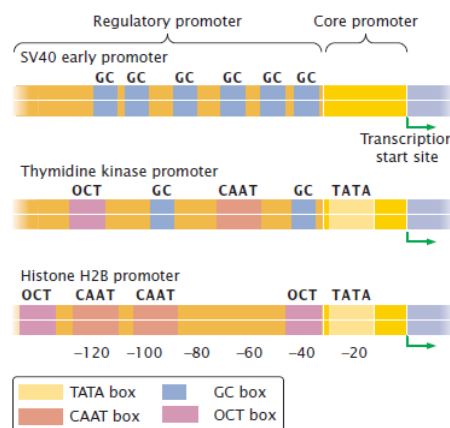 Regulatory promoter Core promoter
SV40 early promoter
GC GC GC GC GC GC
Transcription
start site
Thymidine kinase promoter
OCT GC CAAT GC TATA
Histone H2B promoter
OCT CAAT CAAT OCT TATA
–120 –100 –80 –60 –40 –20
TATA box GC box
CAAT box OCT box